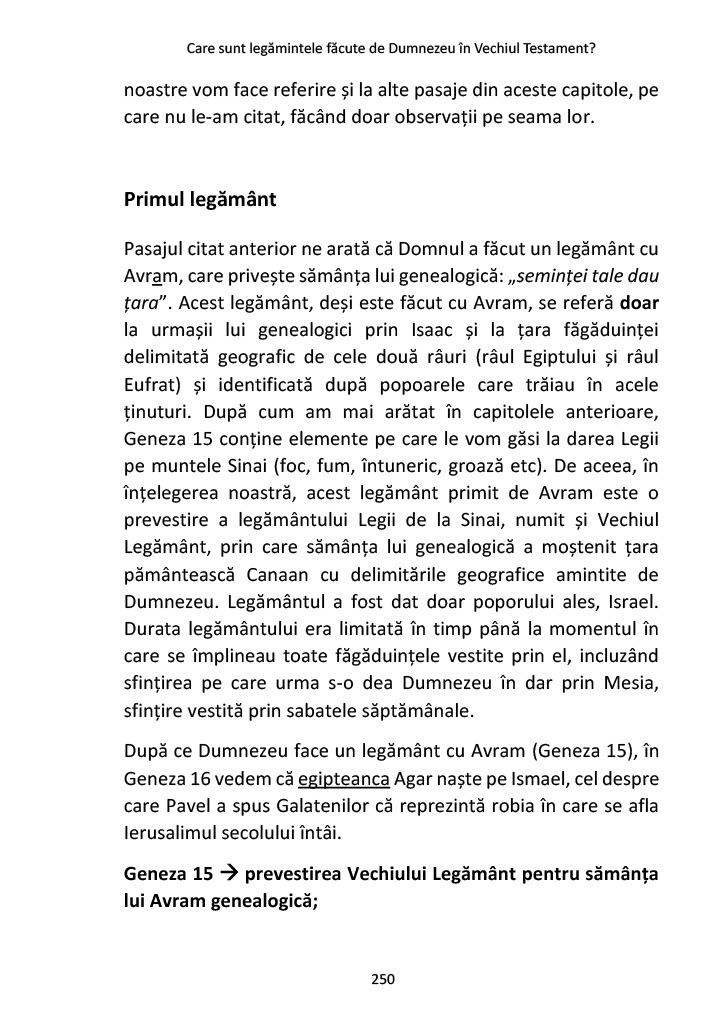 Care sunt legămintele făcute de Dumnezeu în Vechiul Testament?
noastre vom face referire și la alte pasaje din aceste capitole, pe
care nu le-am citat, făcând doar observații pe seama lor.
Primul legământ
Pasajul citat anterior ne arată că Domnul a făcut un legământ cu
Avram, care privește sămânța lui genealogică: „seminței tale dau
țara”. Acest legământ, deși este făcut cu Avram, se referă doar
la urmașii lui genealogici prin Isaac și la țara făgăduinței
delimitată geografic de cele două râuri (râul Egiptului și râul
Eufrat) și identificată după popoarele care trăiau în acele
ținuturi. După cum am mai arătat în capitolele anterioare,
Geneza 15 conține elemente pe care le vom găsi la darea Legii
pe muntele Sinai (foc, fum, întuneric, groază etc). De aceea, în
înțelegerea noastră, acest legământ primit de Avram este o
prevestire a legământului Legii de la Sinai, numit și Vechiul
Legământ, prin care sămânța lui genealogică a moștenit țara
pământească Canaan cu delimitările geografice amintite de
Dumnezeu. Legământul a fost dat doar poporului ales, Israel.
Durata legământului era limitată în timp până la momentul în
care se împlineau toate făgăduințele vestite prin el, incluzând
sfințirea pe care urma s-o dea Dumnezeu în dar prin Mesia,
sfințire vestită prin sabatele săptămânale.
După ce Dumnezeu face un legământ cu Avram (Geneza 15), în
Geneza 16 vedem că egipteanca Agar naște pe Ismael, cel despre
care Pavel a spus Galatenilor că reprezintă robia în care se afla
Ierusalimul secolului întâi.
Geneza 15 → prevestirea Vechiului Legământ pentru sămânța
lui Avram genealogică;
250